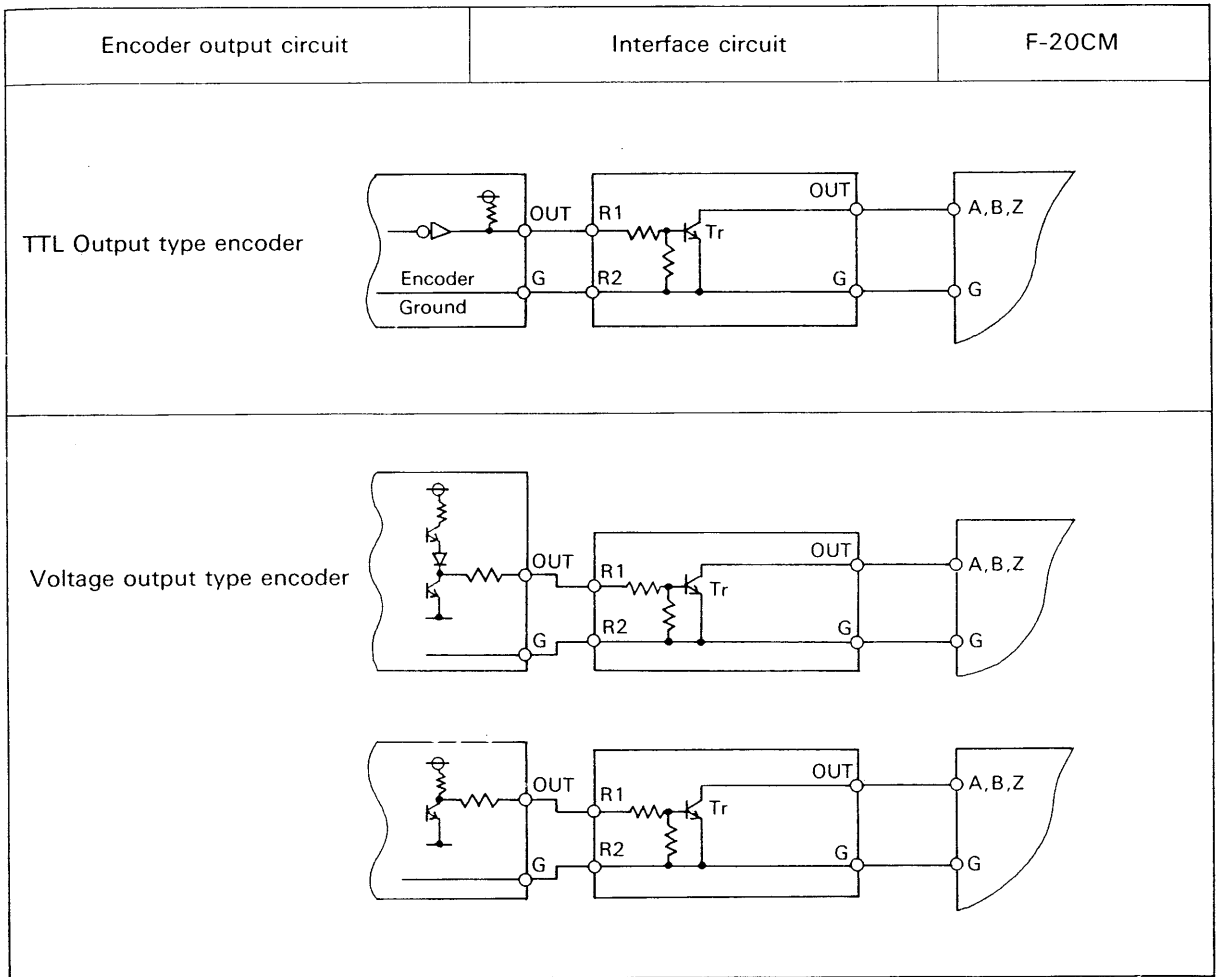 Encoder output circuit
Interface circuit
F-20CM
TTL Output type encoder
OUT
R1
Tr
OUT
A,B,Z
Encoder
Ground
G
R2
G
G
Voltage output type encoder
OUT
R1
Tr
OUT
A,B,Z
G
R2
G
G
OUT
R1
Tr
OUT
A,B,Z
G
R2
G
G